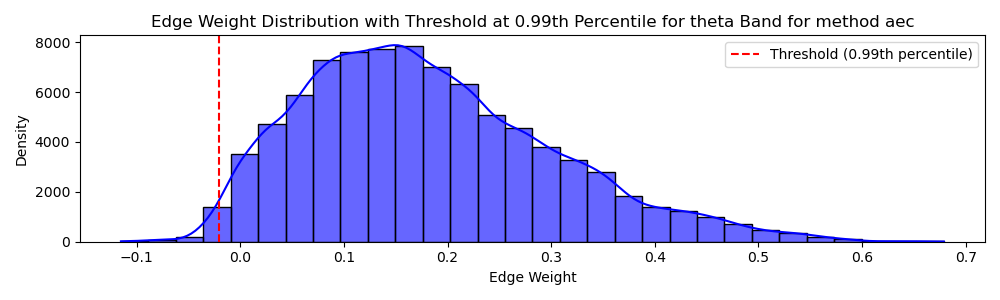 Edge Weight Distribution with Threshold at 0.99th Percentile for theta Band for method aec
Threshold (0.99th percentile)
Density
8000
6000
4000
2000
0
−0.1 0.0 0.1 0.2 0.3 0.4 0.5 0.6 0.7
Edge Weight